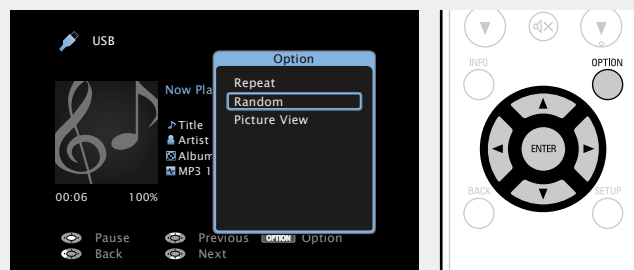 USB
Option
Repeat
Random
Picture View
Now Pla
Title
Artist
Album
MP3 1
00:06 100%
Pause Previous OPTION Option
Back Next
INFO OPTION
ENTER
BACK SETUP